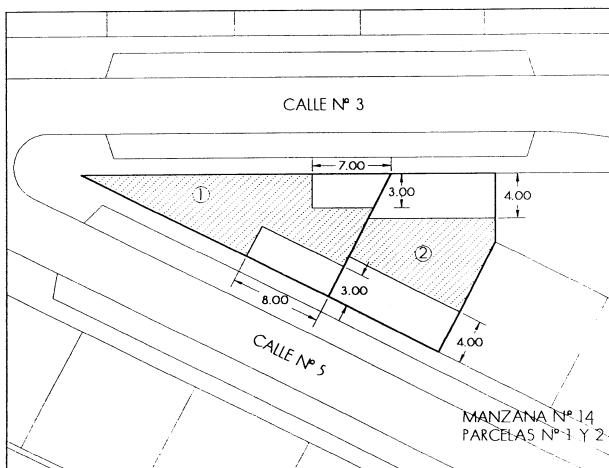 CALLE Nº 3
7.00
①
3.00
4.00
②
3.00
8.00
4.00
CALLE Nº 5
MANZANA Nº 14
PARCELAS Nº 1 Y 2